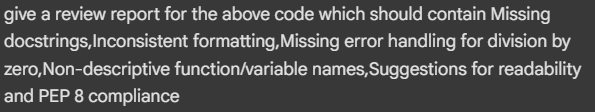 give a review report for the above code which should contain Missing
docstrings,Inconsistent formatting,Missing error handling for division by
zero,Non-descriptive function/variable names,Suggestions for readability
and PEP 8 compliance